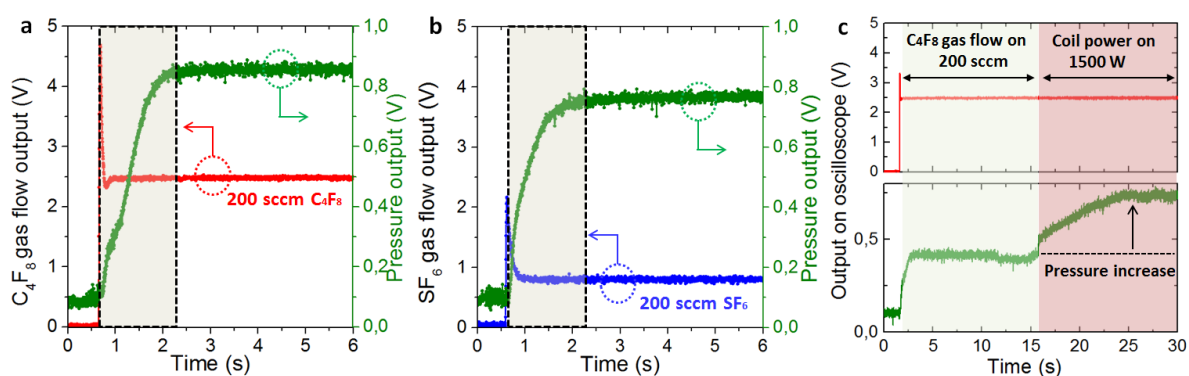 a
C₄F₈ gas flow output (V)
5
4
3
2
1
0
200 sccm C₄F₈
1,0
0,8
0,6
0,4
0,2
0,0
Pressure output (V)
0 1 2 3 4 5 6
Time (s)
b
SF₆ gas flow output (V)
5
4
3
2
1
0
200 sccm SF₆
1,0
0,8
0,6
0,4
0,2
0,0
Pressure output (V)
0 1 2 3 4 5 6
Time (s)
c
Output on oscilloscope (V)
5
4
3
2
1
0
C₄F₈ gas flow on
200 sccm
Coil power on
1500 W
0,5
0,0
Pressure increase
0 5 10 15 20 25 30
Time (s)